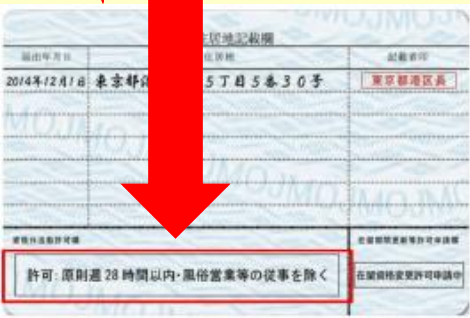 住居地記載欄
届出年月日 住居地 記載者印
2014年12月1日 東京都港 5丁目5番30号 東京都港区長
MOJMOJMOJ
資格外活動許可欄 在留期間更新等許可申請欄
許可: 原則週28時間以内・風俗営業等の従事を除く
在留資格変更許可申請中